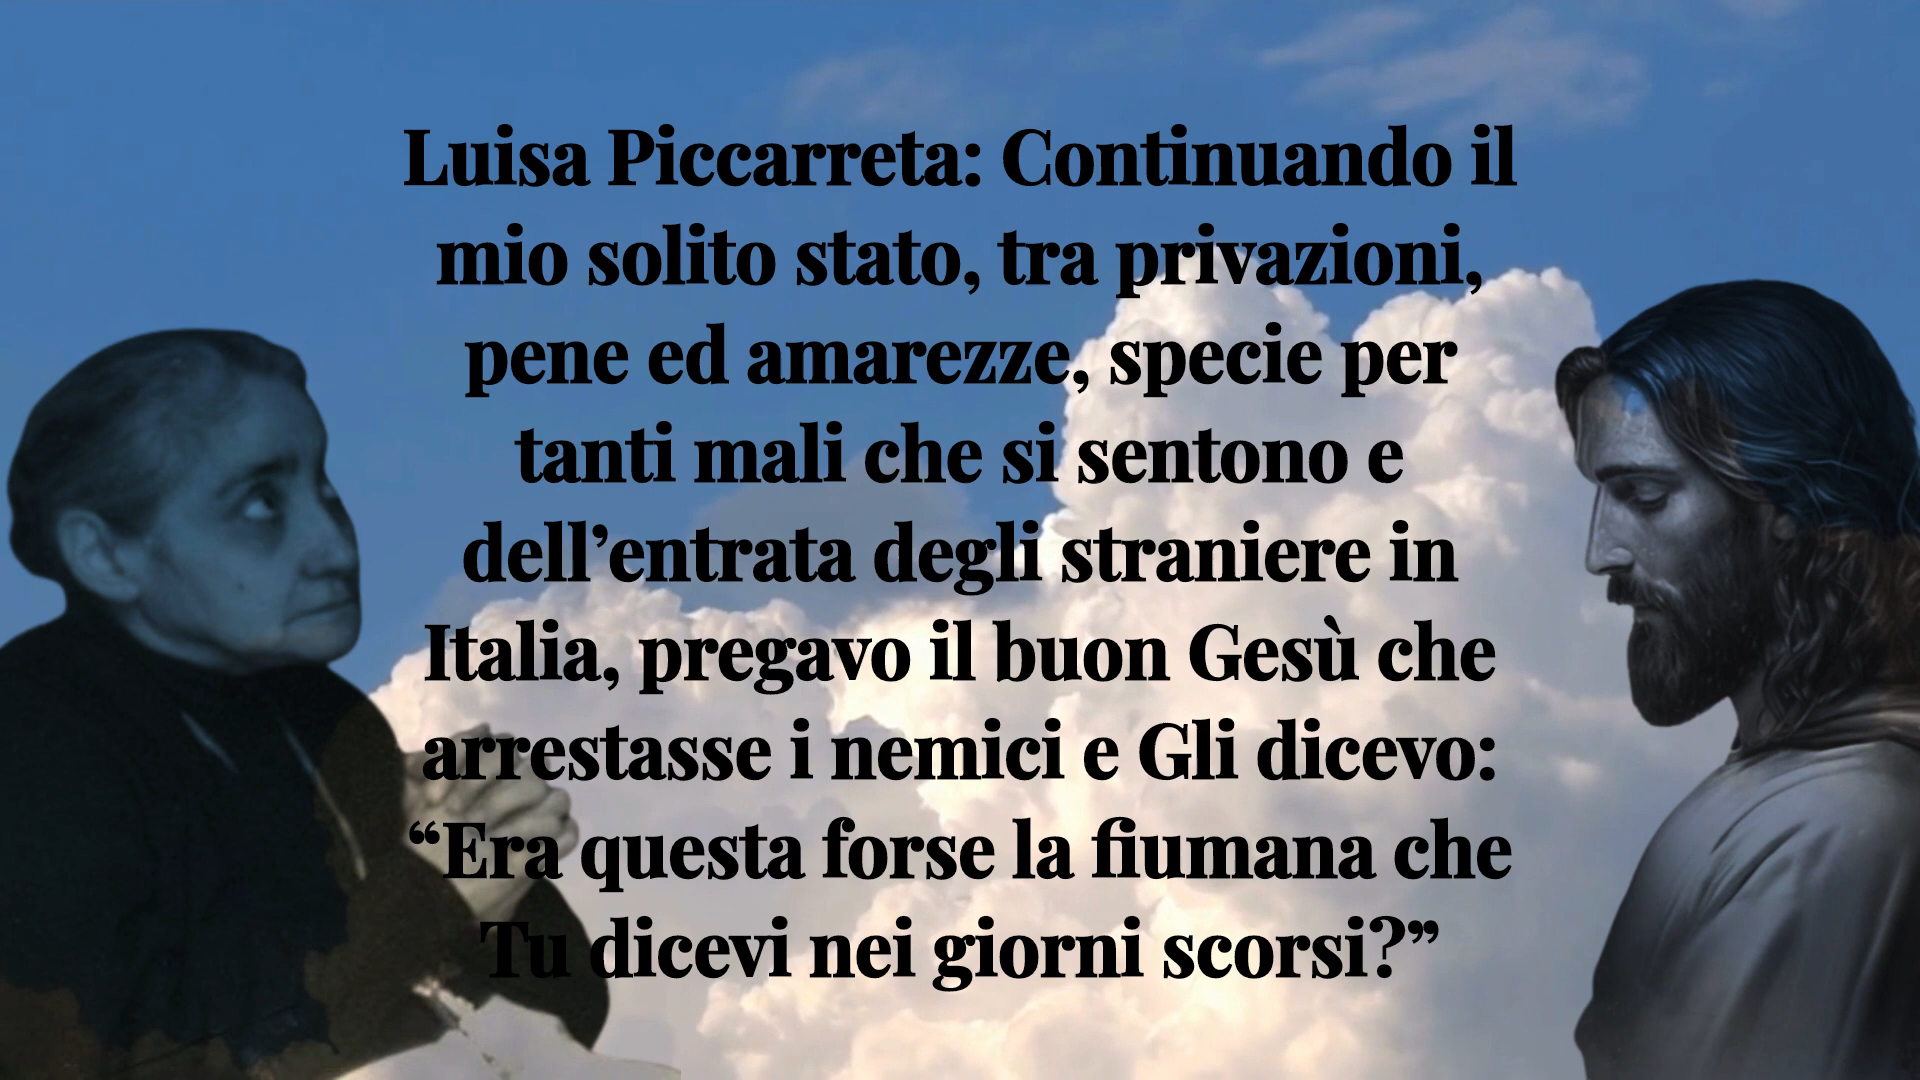 Luisa Piccarreta: Continuando il
mio solito stato, tra privazioni,
pene ed amarezze, specie per
tanti mali che si sentono e
dell’entrata degli straniere in
Italia, pregavo il buon Gesù che
arrestasse i nemici e Gli dicevo:
“Era questa forse la fiumana che
Tu dicevi nei giorni scorsi?”